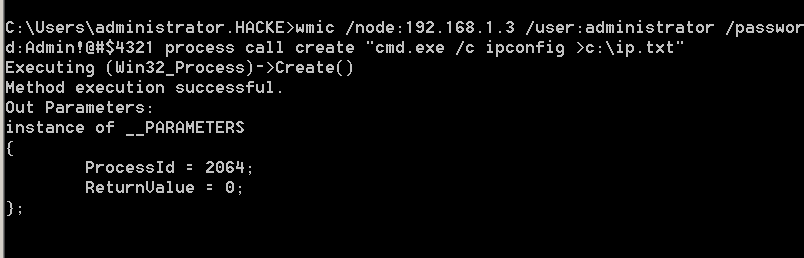 C:\Users\administrator.HACKE>wmic /node:192.168.1.3 /user:administrator /passwor
d:Admin!@#$4321 process call create "cmd.exe /c ipconfig >c:\ip.txt"
Executing (Win32_Process)->Create()
Method execution successful.
Out Parameters:
instance of __PARAMETERS
{
        ProcessId = 2064;
        ReturnValue = 0;
};